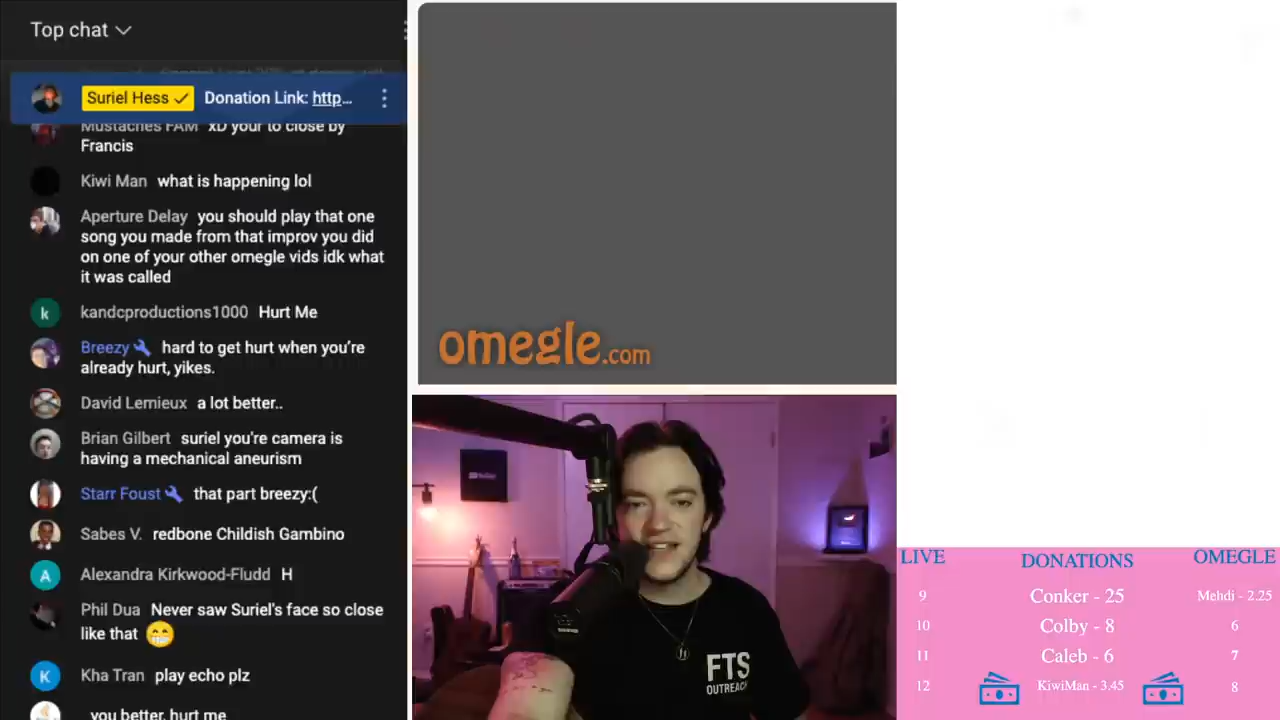 Top chat
Suriel Hess Donation Link: http...
Mustaches FAM xD your to close by
Francis
Kiwi Man what is happening lol
Aperture Delay you should play that one
song you made from that improv you did
on one of your other omegle vids idk what
it was called
k kandcproductions1000 Hurt Me
Breezy hard to get hurt when you're
already hurt, yikes.
David Lemieux a lot better..
Brian Gilbert suriel you're camera is
having a mechanical aneurism
Starr Foust that part breezy:(
Sabes V. redbone Childish Gambino
A Alexandra Kirkwood-Fludd H
Phil Dua Never saw Suriel's face so close
like that
K Kha Tran play echo plz
you better, hurt me
omegle.com
FTS
OUTREACH
LIVE DONATIONS OMEGLE
9 Conker - 25 Mehdi - 2.25
10 Colby - 8 6
11 Caleb - 6 7
12 KiwiMan - 3.45 8